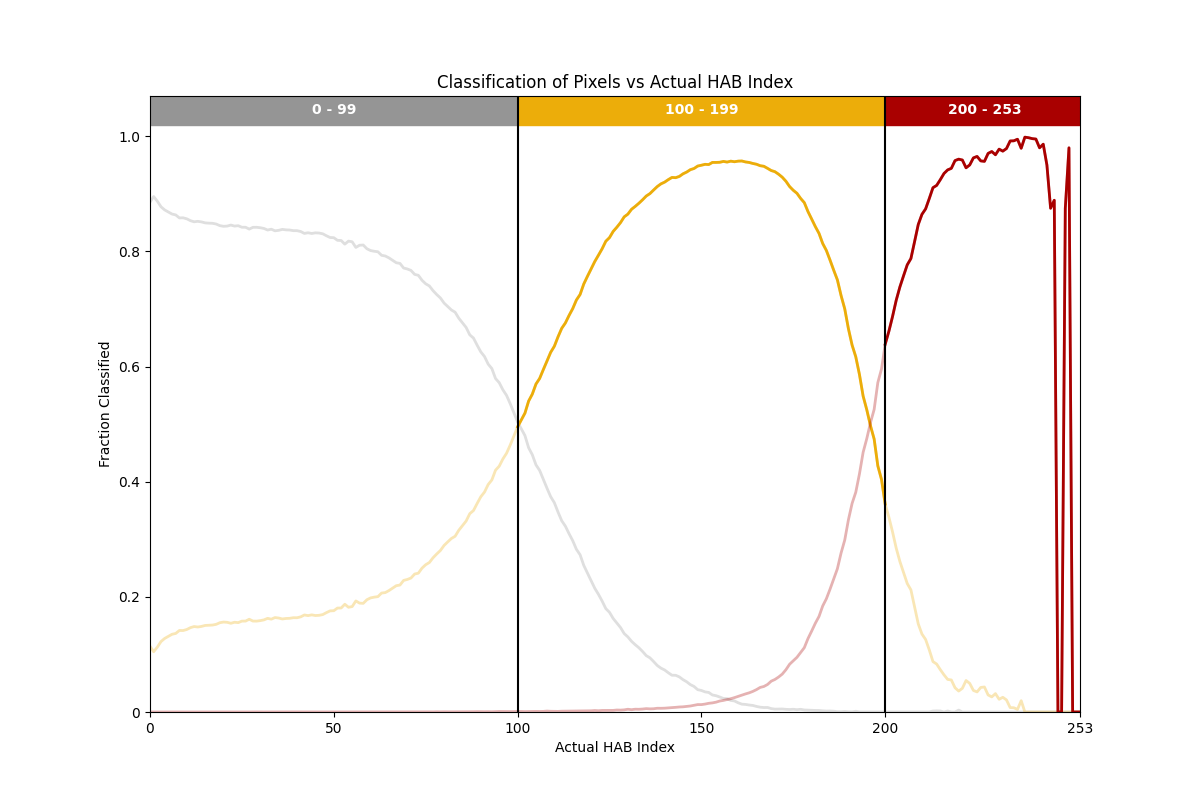 Classification of Pixels vs Actual HAB Index
0 - 99
100 - 199
200 - 253
1.0
0.8
0.6
0.4
0.2
0
Fraction Classified
0
50
100
150
200
253
Actual HAB Index